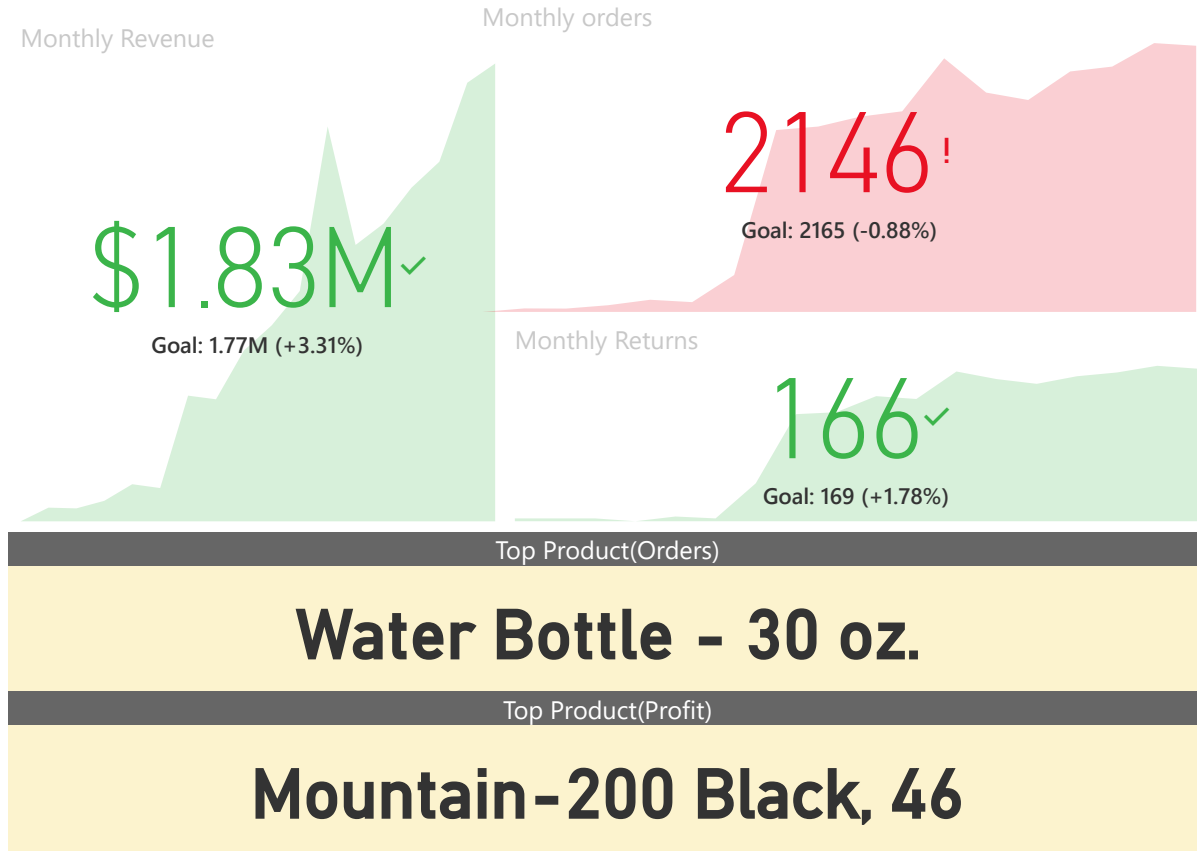 Monthly Revenue
$1.83M
Goal: 1.77M (+3.31%)
Monthly orders
2146!
Goal: 2165 (-0.88%)
Monthly Returns
166
Goal: 169 (+1.78%)
Top Product(Orders)
Water Bottle - 30 oz.
Top Product(Profit)
Mountain-200 Black, 46